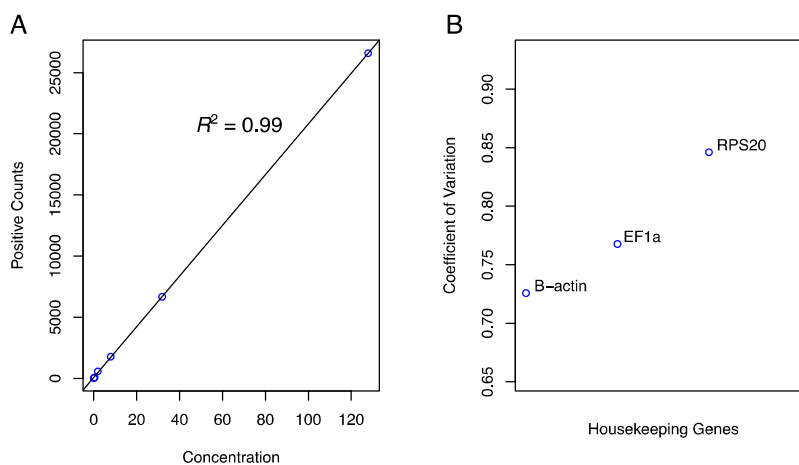 A
R² = 0.99
Positive Counts
0
5000
10000
15000
20000
25000
0 20 40 60 80 100 120
Concentration
B
Coefficient of Variation
0.65
0.70
0.75
0.80
0.85
0.90
RPS20
EF1a
B−actin
Housekeeping Genes